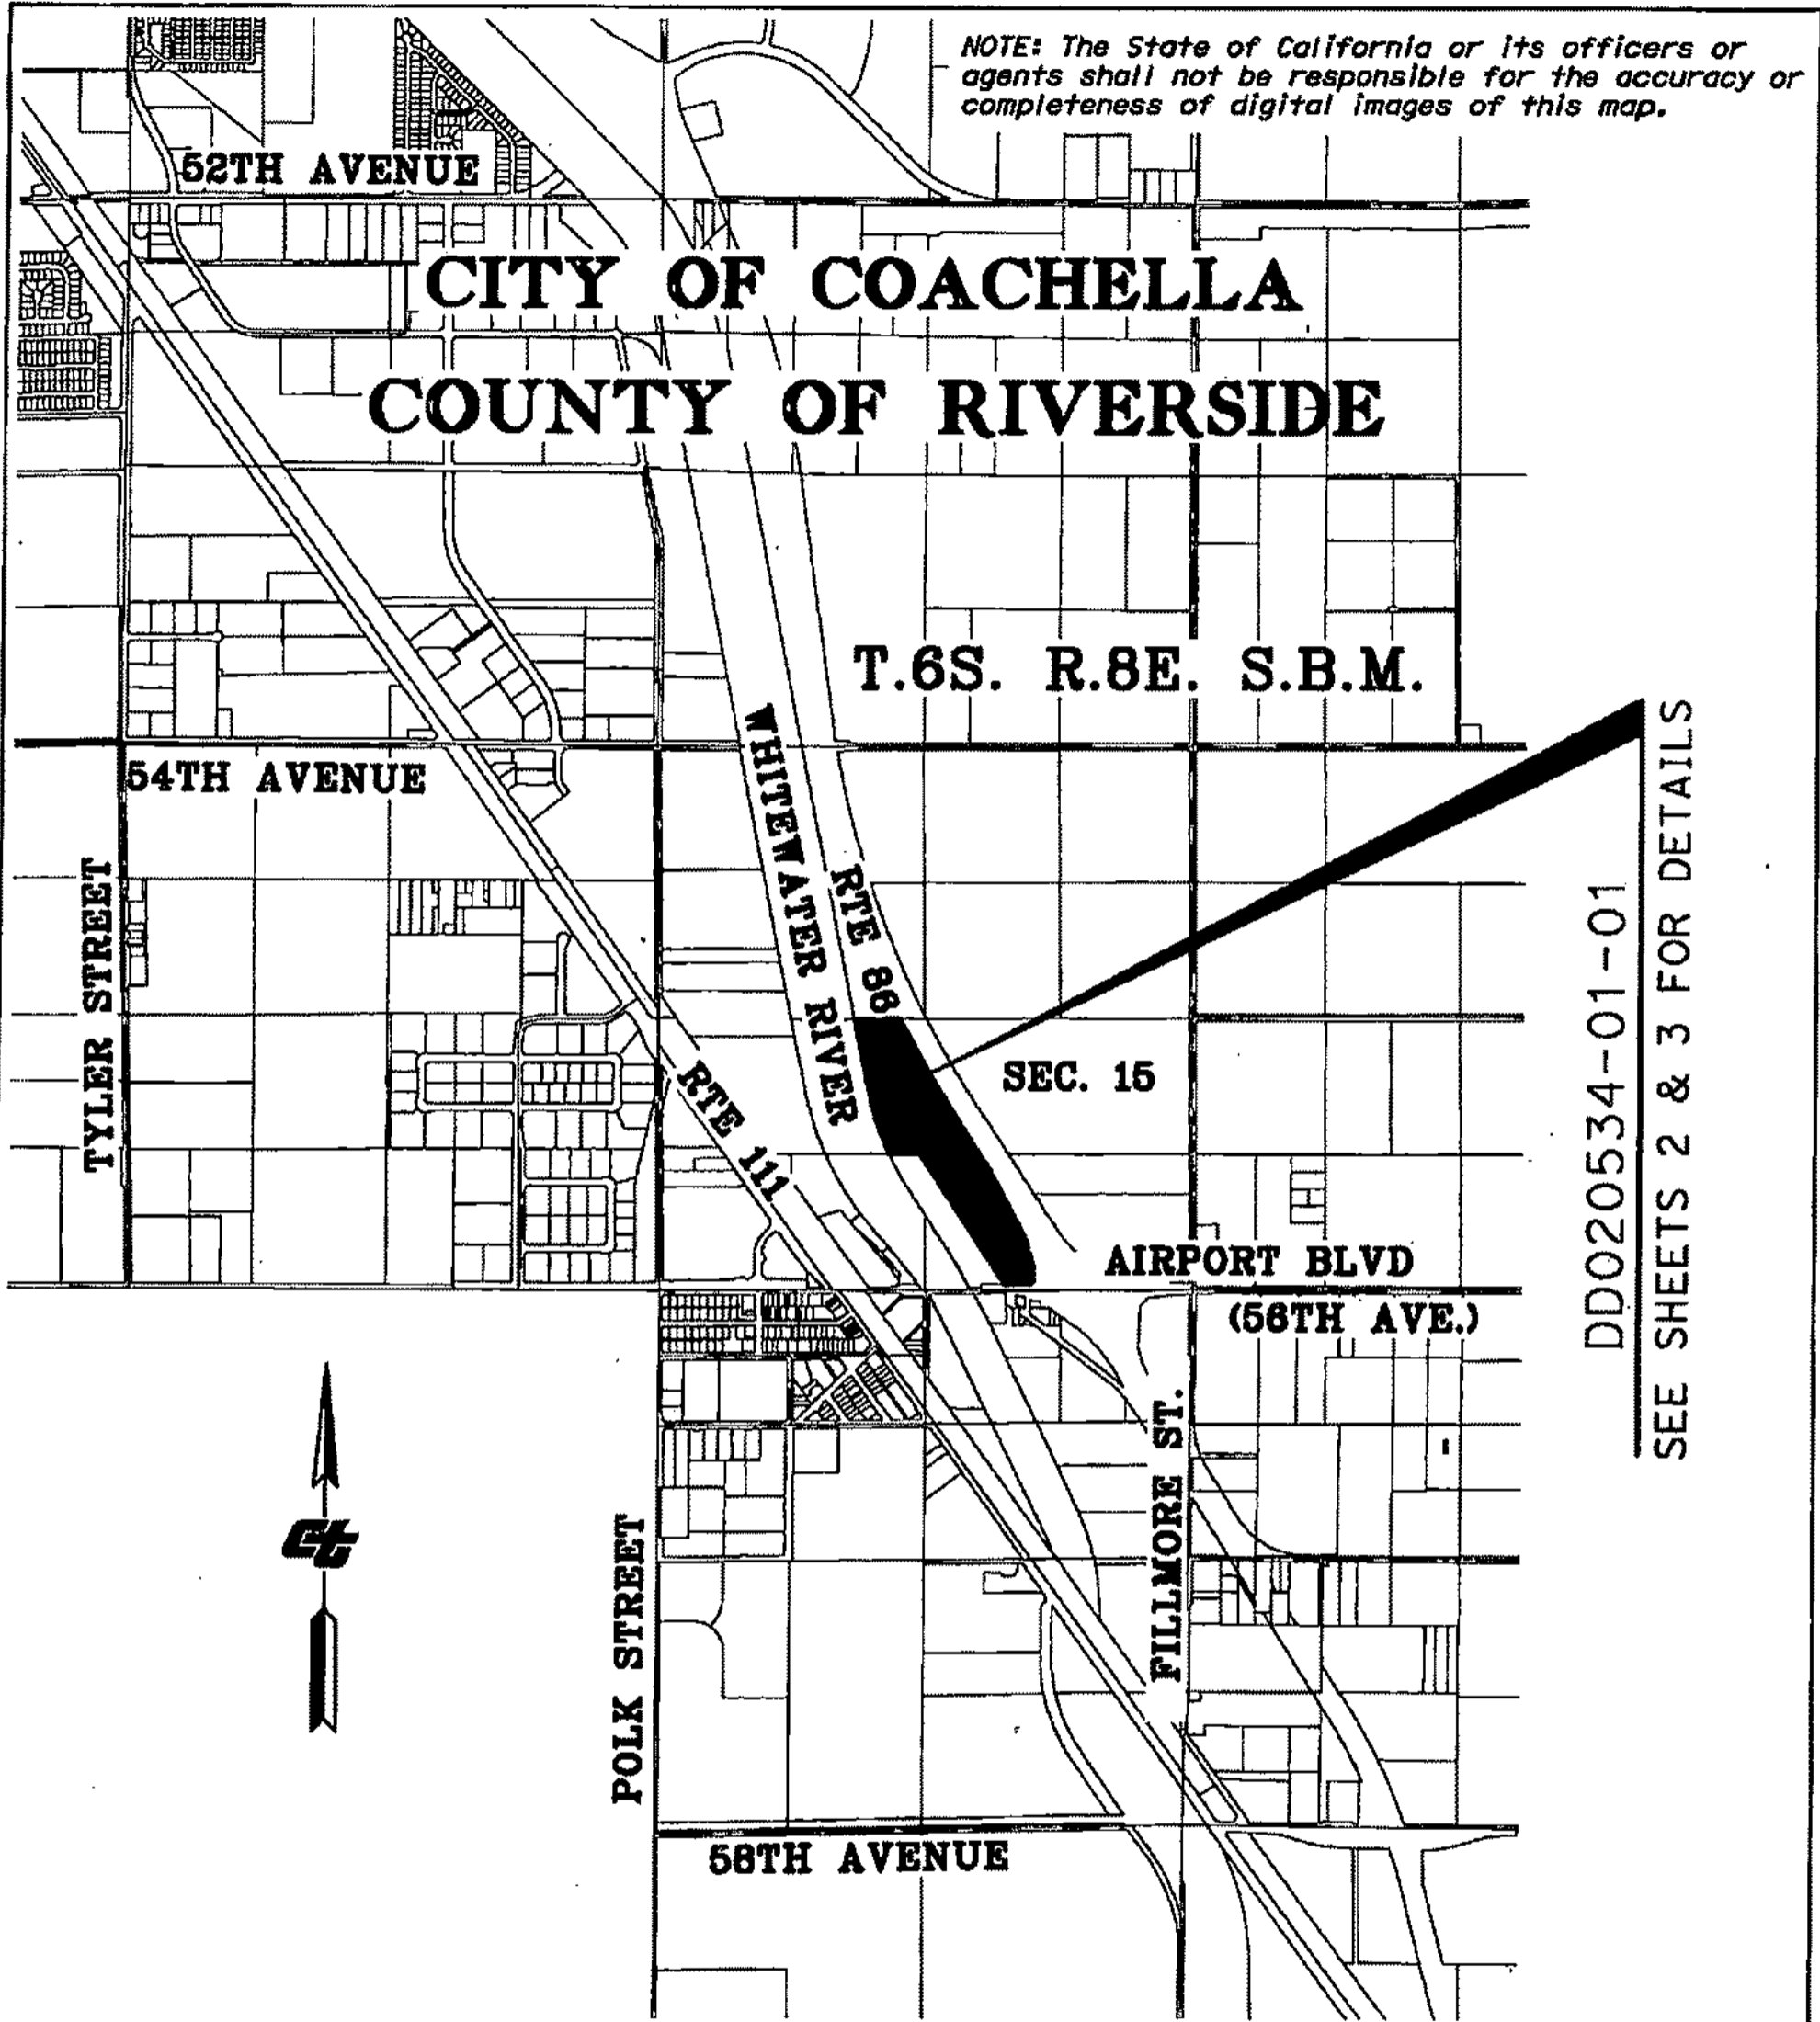 NOTE: The State of California or its officers or
agents shall not be responsible for the accuracy or
completeness of digital images of this map.
52TH AVENUE
CITY OF COACHELLA
COUNTY OF RIVERSIDE
T.6S. R.8E. S.B.M.
54TH AVENUE
WHITEWATER RIVER
RTE 86
TYLER STREET
SEC. 15
RTE 111
DD020534-01-01
SEE SHEETS 2 & 3 FOR DETAILS
AIRPORT BLVD
(56TH AVE.)
FILLMORE ST.
Ct
POLK STREET
58TH AVENUE